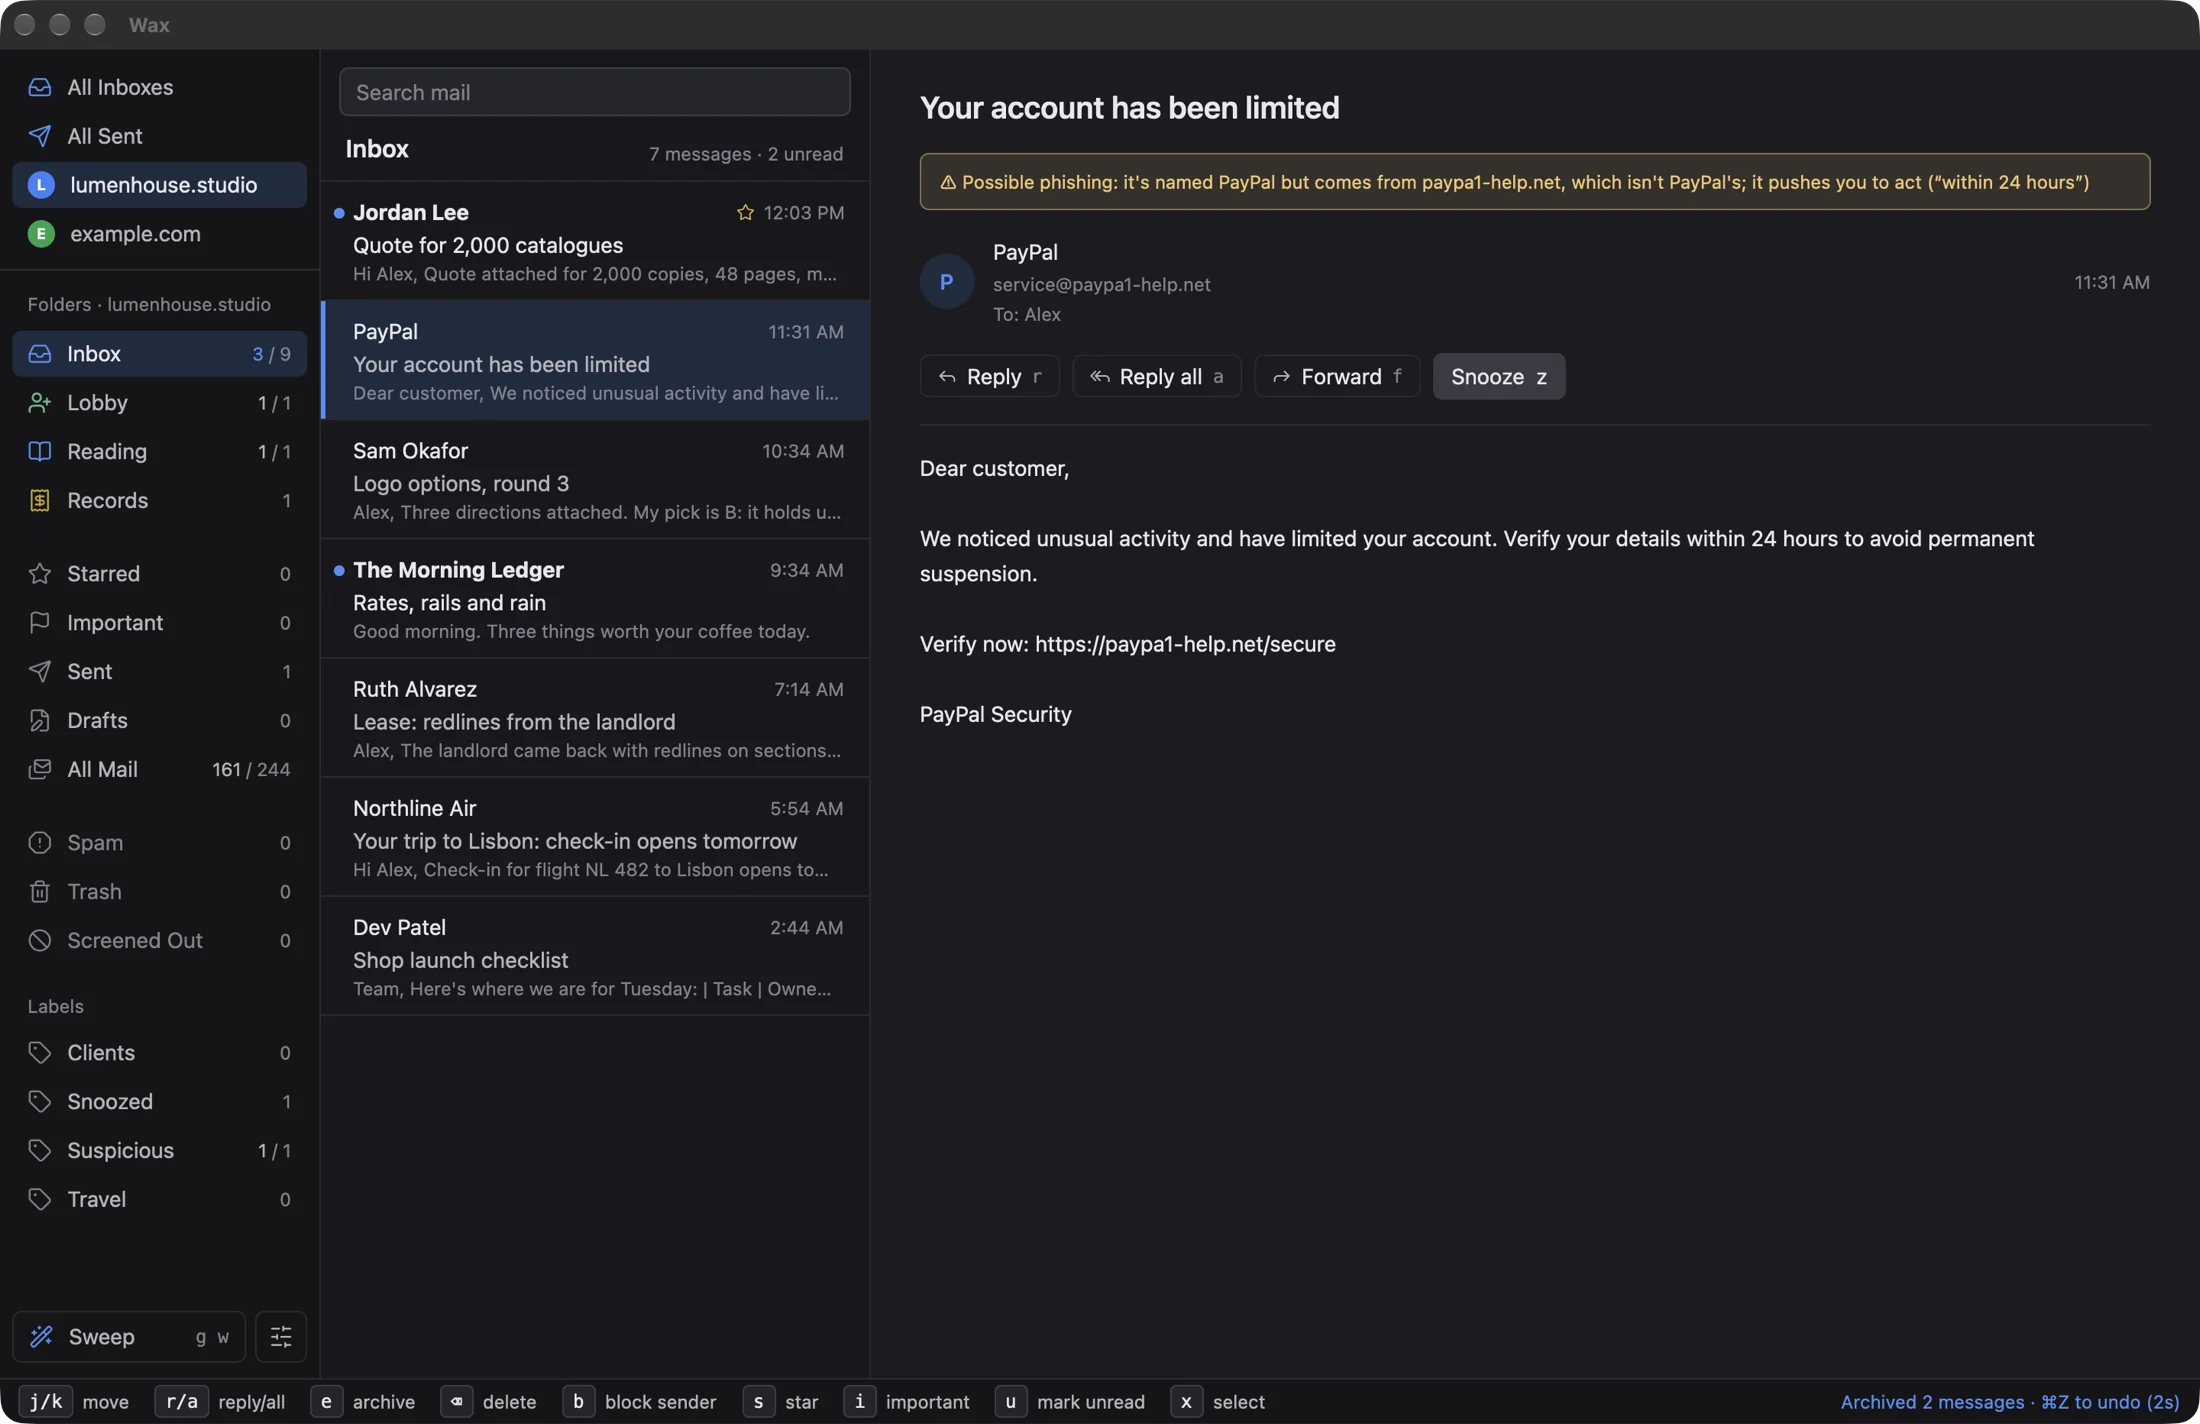 Wax
All Inboxes
All Sent
L lumenhouse.studio
E example.com
Folders · lumenhouse.studio
Inbox 3 / 9
Lobby 1 / 1
Reading 1 / 1
Records 1
Starred 0
Important 0
Sent 1
Drafts 0
All Mail 161 / 244
Spam 0
Trash 0
Screened Out 0
Labels
Clients 0
Snoozed 1
Suspicious 1 / 1
Travel 0
Sweep g w
Search mail
Inbox 7 messages · 2 unread
Jordan Lee 12:03 PM
Quote for 2,000 catalogues
Hi Alex, Quote attached for 2,000 copies, 48 pages, m…
PayPal 11:31 AM
Your account has been limited
Dear customer, We noticed unusual activity and have li…
Sam Okafor 10:34 AM
Logo options, round 3
Alex, Three directions attached. My pick is B: it holds u…
The Morning Ledger 9:34 AM
Rates, rails and rain
Good morning. Three things worth your coffee today.
Ruth Alvarez 7:14 AM
Lease: redlines from the landlord
Alex, The landlord came back with redlines on sections…
Northline Air 5:54 AM
Your trip to Lisbon: check-in opens tomorrow
Hi Alex, Check-in for flight NL 482 to Lisbon opens to…
Dev Patel 2:44 AM
Shop launch checklist
Team, Here's where we are for Tuesday: | Task | Owne…
Your account has been limited
⚠ Possible phishing: it's named PayPal but comes from paypa1-help.net, which isn't PayPal's; it pushes you to act (“within 24 hours”)
P
PayPal
service@paypa1-help.net
To: Alex
11:31 AM
Reply r Reply all a Forward f Snooze z
Dear customer,
We noticed unusual activity and have limited your account. Verify your details within 24 hours to avoid permanent
suspension.
Verify now: https://paypa1-help.net/secure
PayPal Security
j/k move r/a reply/all e archive ⌫ delete b block sender s star i important u mark unread x select
Archived 2 messages · ⌘Z to undo (2s)